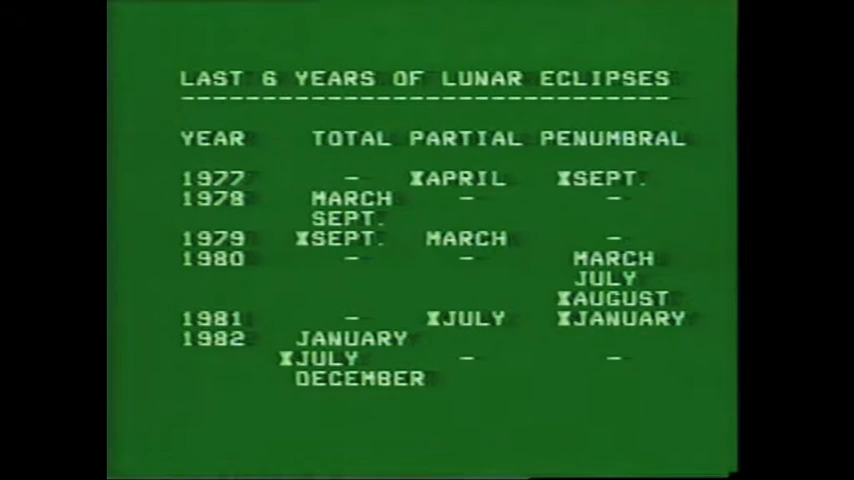 LAST 6 YEARS OF LUNAR ECLIPSES
------------------------------
YEAR TOTAL PARTIAL PENUMBRAL
1977 - *APRIL *SEPT.
1978 MARCH - -
SEPT.
1979 *SEPT. MARCH -
1980 - - MARCH
JULY
*AUGUST
1981 - *JULY *JANUARY
1982 JANUARY
*JULY - -
DECEMBER